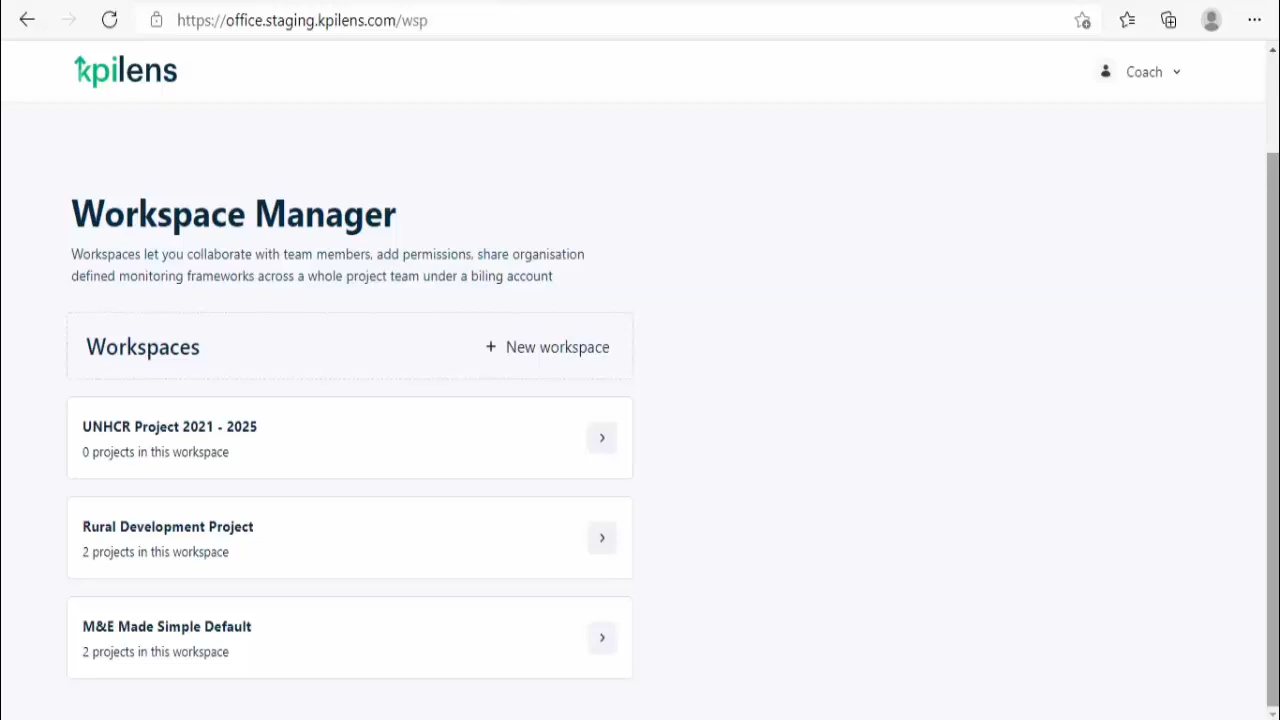 https://office.staging.kpilens.com/wsp
kpilens
Coach
Workspace Manager
Workspaces let you collaborate with team members, add permissions, share organisation
defined monitoring frameworks across a whole project team under a biling account
Workspaces
+ New workspace
UNHCR Project 2021 - 2025
0 projects in this workspace
Rural Development Project
2 projects in this workspace
M&E Made Simple Default
2 projects in this workspace